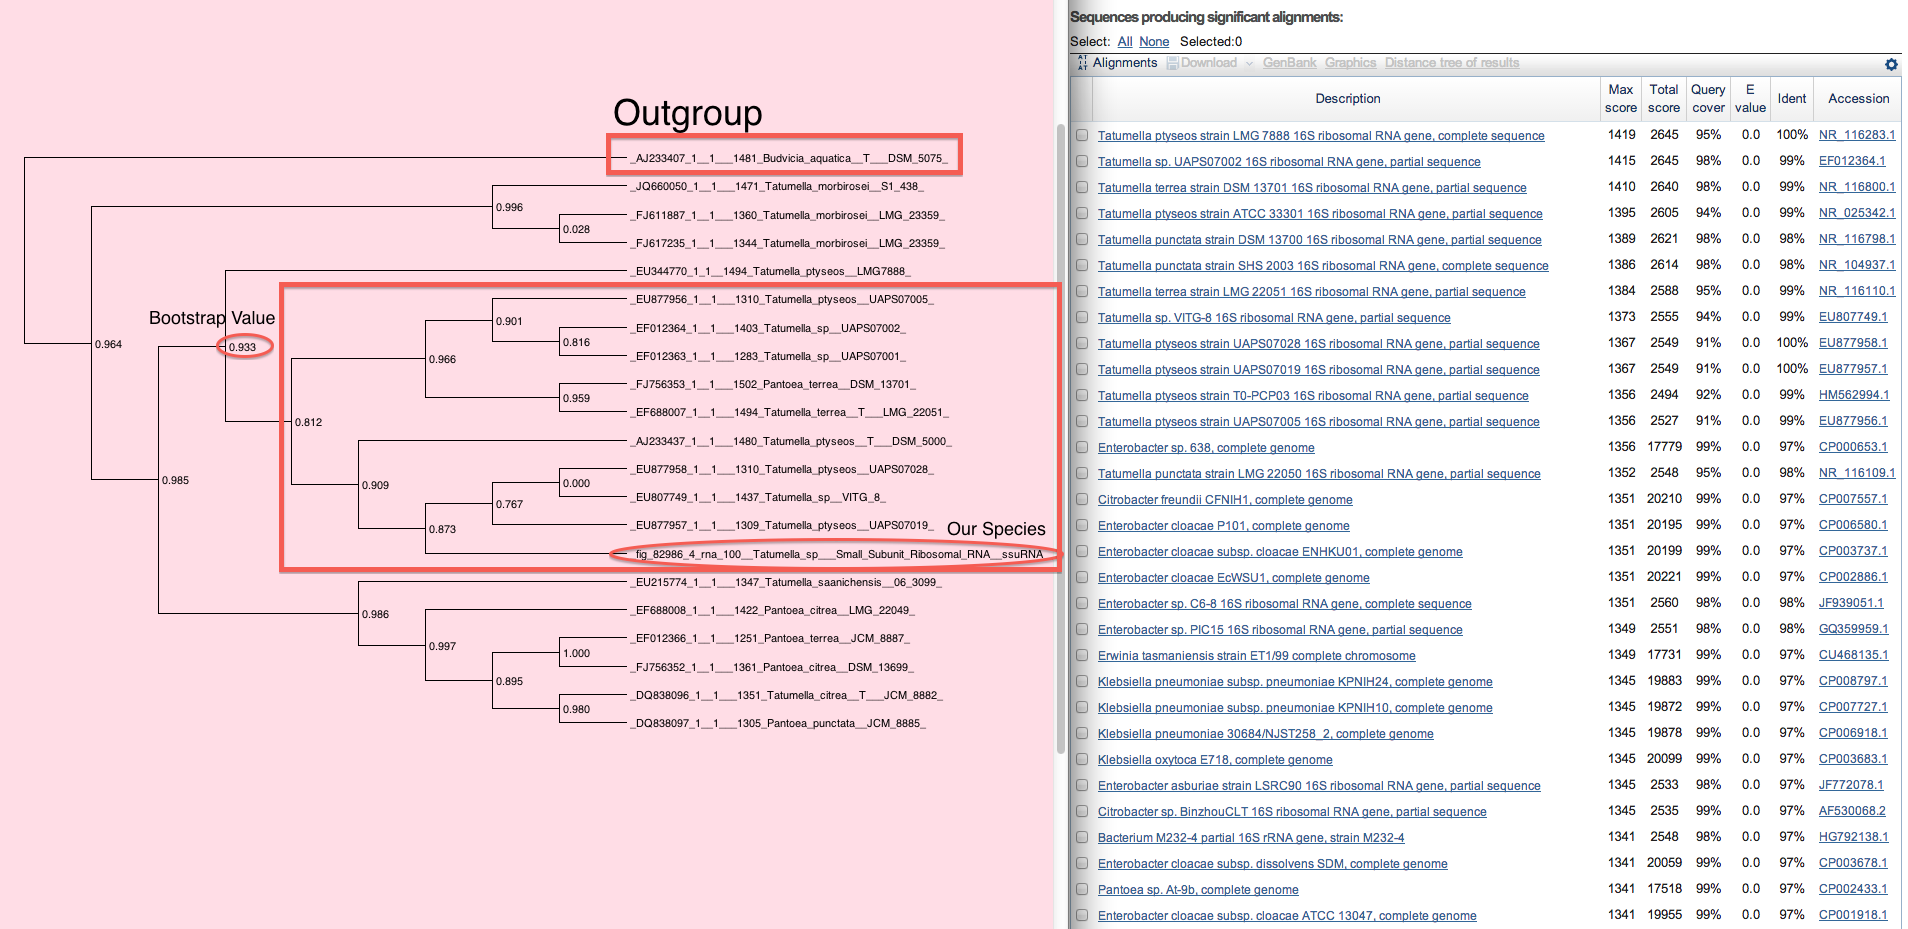 Outgroup
_AJ233407_1__1___1481_Budvicia_aquatica__T___DSM_5075_
_JQ660050_1__1___1471_Tatumella_morbirosei__S1_438_
0.996
_FJ611887__1___1360_Tatumella_morbirosei__LMG_23359_
0.028
_FJ617235__1___1344_Tatumella_morbirosei__LMG_23359_
_EU344770_1_1__1494_Tatumella_ptyseos__LMG7888_
_EU877956_1__1___1310_Tatumella_ptyseos__UAPS07005_
Bootstrap Value
0.901
_EF012364_1__1___1403_Tatumella_sp__UAPS07002_
0.964
0.933
0.816
0.966
_EF012363_1__1___1283_Tatumella_sp__UAPS07001_
_FJ756353_1__1___1502_Pantoea_terrea__DSM_13701_
0.959
_EF688007_1__1___1494_Tatumella_terrea__T___LMG_22051_
0.812
_AJ233437_1__1___1480_Tatumella_ptyseos__T___DSM_5000_
_EU877958_1__1___1310_Tatumella_ptyseos__UAPS07028_
0.985
0.909
0.000
_EU807749_1__1___1437_Tatumella_sp__VITG_8_
0.767
_EU877957_1__1___1309_Tatumella_ptyseos__UAPS07019_
Our Species
0.873
fig_82986_4_rna_100__Tatumella_sp___Small_Subunit_Ribosomal_RNA__ssuRNA
_EU215774_1__1___1347_Tatumella_saanichensis__06_3099_
0.986
_EF688008_1__1___1422_Pantoea_citrea__LMG_22049_
_EF012366_1__1___1251_Pantoea_terrea__JCM_8887_
0.997
1.000
_FJ756352_1__1___1361_Pantoea_citrea__DSM_13699_
0.895
_DQ838096_1__1___1351_Tatumella_citrea__T___JCM_8882_
0.980
_DQ838097_1__1___1305_Pantoea_punctata__JCM_8885_
Sequences producing significant alignments:
Select: All None Selected:0
Alignments Download GenBank Graphics Distance tree of results
Description Max score Total score Query cover E value Ident Accession
Tatumella ptyseos strain LMG 7888 16S ribosomal RNA gene, complete sequence 1419 2645 95% 0.0 100% NR_116283.1
Tatumella sp. UAPS07002 16S ribosomal RNA gene, partial sequence 1415 2645 98% 0.0 99% EF012364.1
Tatumella terrea strain DSM 13701 16S ribosomal RNA gene, partial sequence 1410 2640 98% 0.0 99% NR_116800.1
Tatumella ptyseos strain ATCC 33301 16S ribosomal RNA gene, partial sequence 1395 2605 94% 0.0 99% NR_025342.1
Tatumella punctata strain DSM 13700 16S ribosomal RNA gene, partial sequence 1389 2621 98% 0.0 98% NR_116798.1
Tatumella punctata strain SHS 2003 16S ribosomal RNA gene, complete sequence 1386 2614 98% 0.0 98% NR_104937.1
Tatumella terrea strain LMG 22051 16S ribosomal RNA gene, partial sequence 1384 2588 95% 0.0 99% NR_116110.1
Tatumella sp. VITG-8 16S ribosomal RNA gene, partial sequence 1373 2555 94% 0.0 99% EU807749.1
Tatumella ptyseos strain UAPS07028 16S ribosomal RNA gene, partial sequence 1367 2549 91% 0.0 100% EU877958.1
Tatumella ptyseos strain UAPS07019 16S ribosomal RNA gene, partial sequence 1367 2549 91% 0.0 100% EU877957.1
Tatumella ptyseos strain T0-PCP03 16S ribosomal RNA gene, partial sequence 1356 2494 92% 0.0 99% HM562994.1
Tatumella ptyseos strain UAPS07005 16S ribosomal RNA gene, partial sequence 1356 2527 91% 0.0 99% EU877956.1
Enterobacter sp. 638, complete genome 1356 17779 99% 0.0 97% CP000653.1
Tatumella punctata strain LMG 22050 16S ribosomal RNA gene, partial sequence 1352 2548 95% 0.0 98% NR_116109.1
Citrobacter freundii CFNIH1, complete genome 1351 20210 99% 0.0 97% CP007557.1
Enterobacter cloacae P101, complete genome 1351 20195 99% 0.0 97% CP006580.1
Enterobacter cloacae subsp. cloacae ENHKU01, complete genome 1351 20199 99% 0.0 97% CP003737.1
Enterobacter cloacae EcWSU1, complete genome 1351 20221 99% 0.0 97% CP002886.1
Enterobacter sp. C6-8 16S ribosomal RNA gene, complete sequence 1351 2560 98% 0.0 98% JF939051.1
Enterobacter sp. PIC15 16S ribosomal RNA gene, partial sequence 1349 2551 98% 0.0 98% GQ359959.1
Erwinia tasmaniensis strain ET1/99 complete chromosome 1349 17731 99% 0.0 97% CU468135.1
Klebsiella pneumoniae subsp. pneumoniae KPNIH24, complete genome 1345 19883 99% 0.0 97% CP008797.1
Klebsiella pneumoniae subsp. pneumoniae KPNIH10, complete genome 1345 19872 99% 0.0 97% CP007727.1
Klebsiella pneumoniae 30684/NJST258_2, complete genome 1345 19878 99% 0.0 97% CP006918.1
Klebsiella oxytoca E718, complete genome 1345 20099 99% 0.0 97% CP003683.1
Enterobacter asburiae strain LSRC90 16S ribosomal RNA gene, partial sequence 1345 2533 98% 0.0 97% JF772078.1
Citrobacter sp. BinzhouCLT 16S ribosomal RNA gene, partial sequence 1345 2535 99% 0.0 97% AF530068.2
Bacterium M232-4 partial 16S rRNA gene, strain M232-4 1341 2548 98% 0.0 97% HG792138.1
Enterobacter cloacae subsp. dissolvens SDM, complete genome 1341 20059 99% 0.0 97% CP003678.1
Pantoea sp. At-9b, complete genome 1341 17518 99% 0.0 97% CP002433.1
Enterobacter cloacae subsp. cloacae ATCC 13047, complete genome 1341 19955 99% 0.0 97% CP001918.1